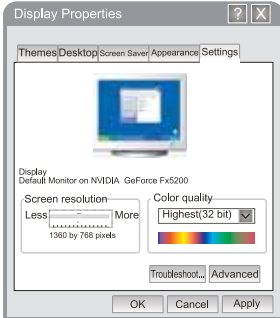 Display Properties
? X
Themes Desktop Screen Saver Appearance Settings
Display
Default Monitor on NVIDIA GeForce Fx5200
Screen resolution
Less More
1360 by 768 pixels
Color quality
Highest(32 bit)
Troubleshoot... Advanced
OK Cancel Apply